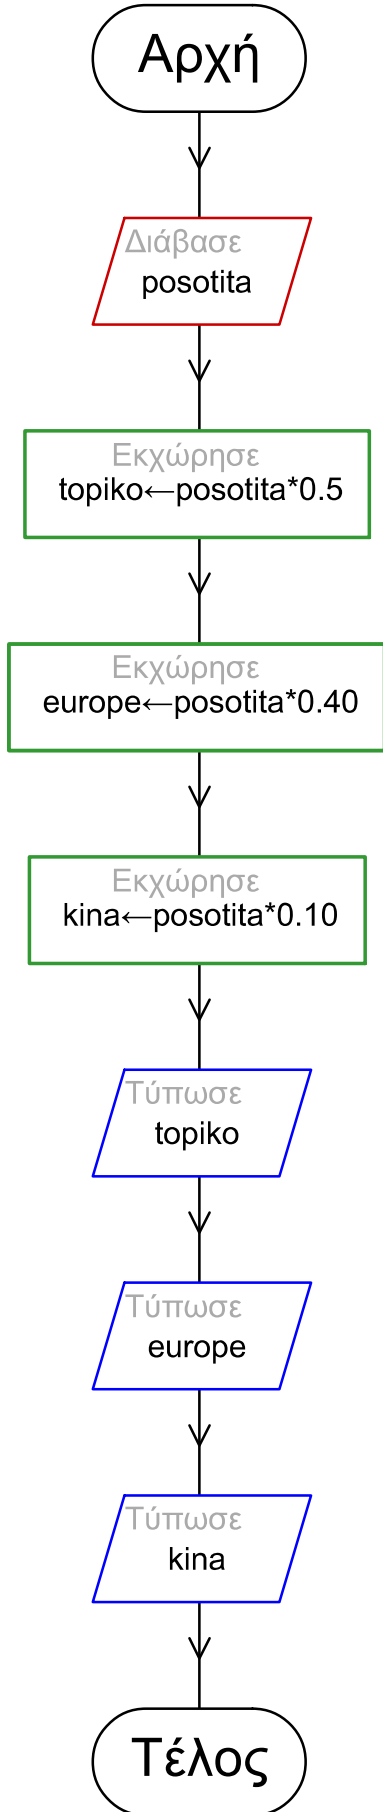 Αρχή
Διάβασε
posotita
Εκχώρησε
topiko←posotita*0.5
Εκχώρησε
europe←posotita*0.40
Εκχώρησε
kina←posotita*0.10
Τύπωσε
topiko
Τύπωσε
europe
Τύπωσε
kina
Τέλος